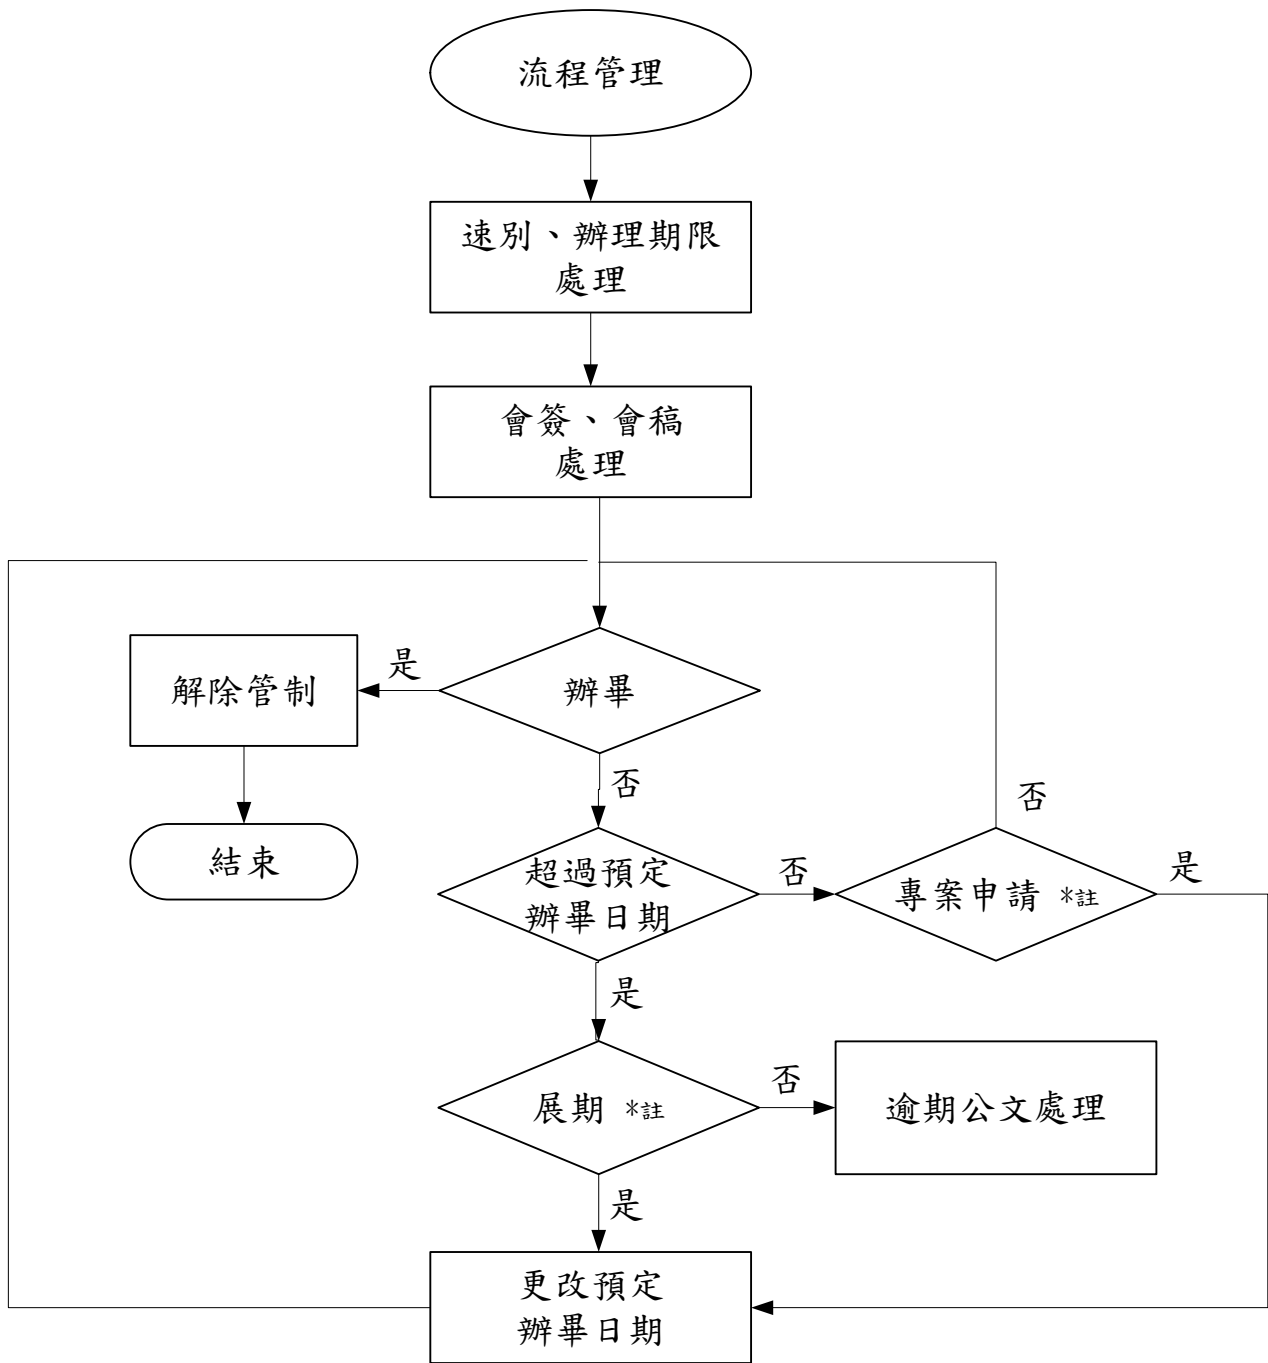 流程管理
速別、辦理期限
處理
會簽、會稿
處理
是
解除管制
辦畢
否
結束
否
超過預定
辦畢日期
否
專案申請 *註
是
是
展期 *註
否
逾期公文處理
是
更改預定
辦畢日期